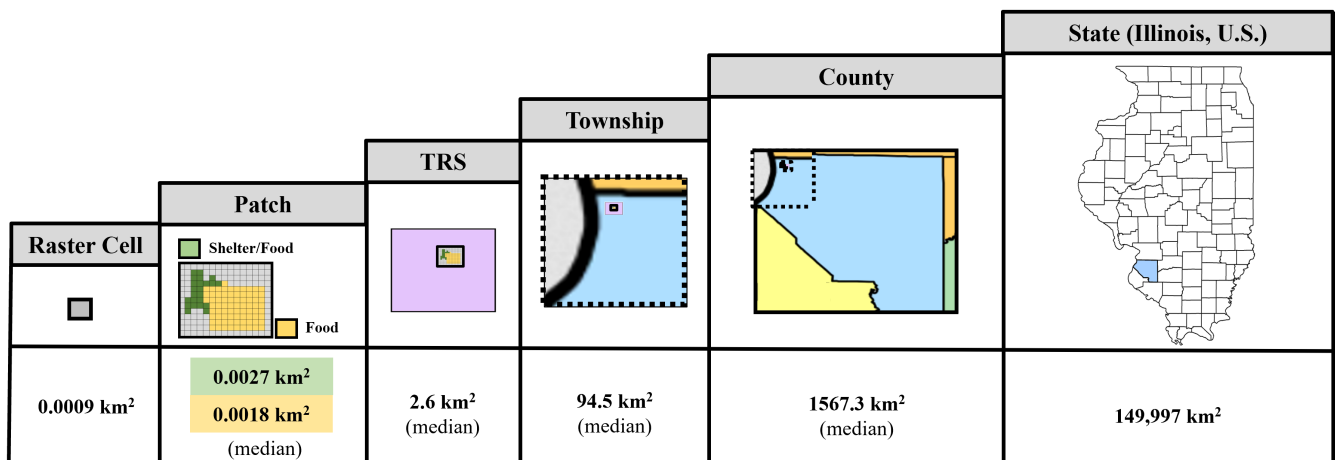 State (Illinois, U.S.)
County
Township
TRS
Patch
Raster Cell
Shelter/Food
Food
0.0009 km²
0.0027 km²
0.0018 km²
(median)
2.6 km²
(median)
94.5 km²
(median)
1567.3 km²
(median)
149,997 km²